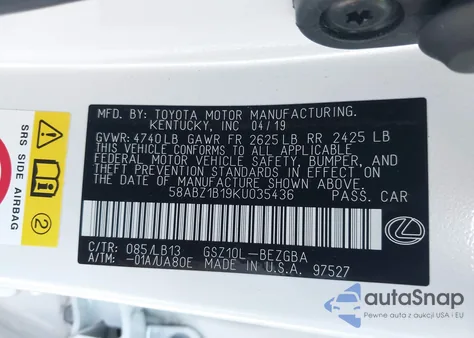 MFD. BY: TOYOTA MOTOR MANUFACTURING.
KENTUCKY, INC 04/19
GVWR: 4740LB GAWR FR 2625LB RR 2425 LB
THIS VEHICLE CONFORMS TO ALL APPLICABLE
FEDERAL MOTOR VEHICLE SAFETY, BUMPER, AND
THEFT PREVENTION STANDARDS IN EFFECT ON THE
DATE OF MANUFACTURE SHOWN ABOVE.
58ABZ1B19KU035436 PASS. CAR
C/TR: 085/LB13 GSZ10L-BEZGBA
A/TM: -01A/UA80E MADE IN U.S.A. 97527
SRS SIDE AIRBAG
2
autoSnap
Pewne auta z aukcji USA i EU